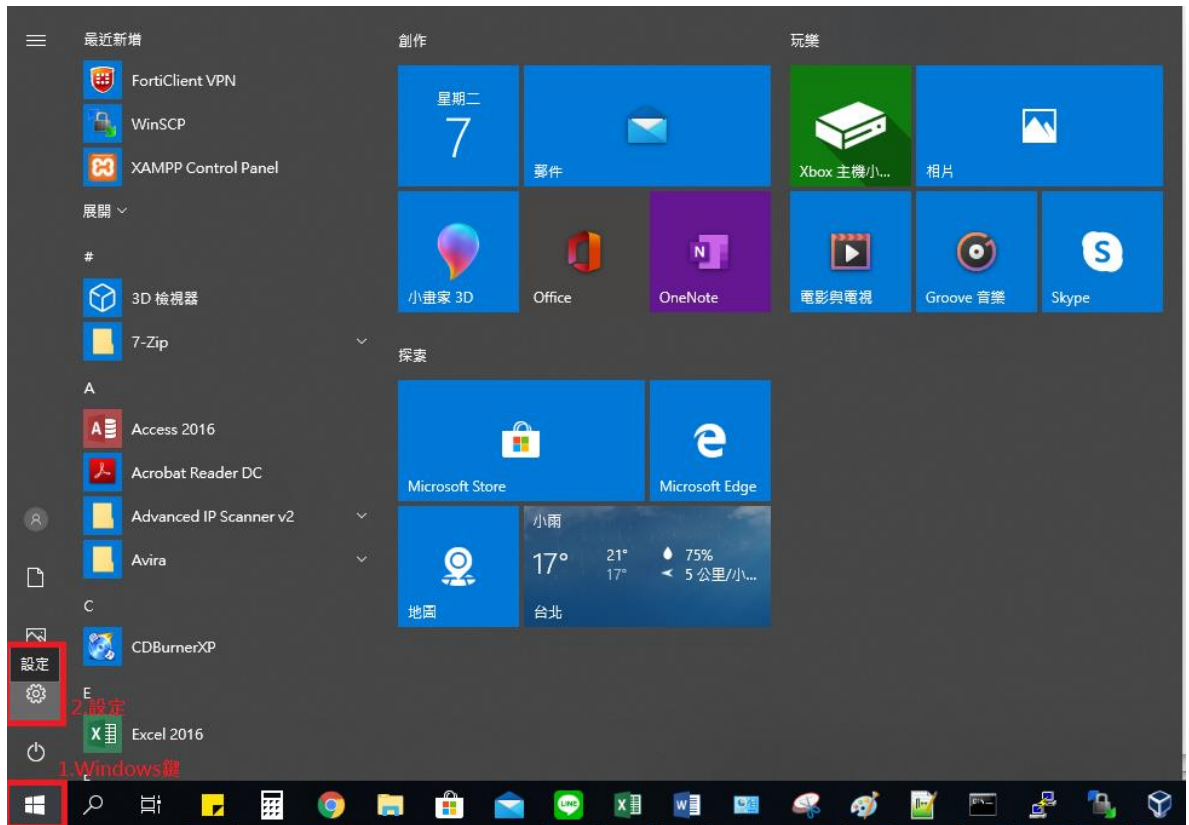 最近新增
FortiClient VPN
WinSCP
XAMPP Control Panel
展開
#
3D 檢視器
7-Zip
A
Access 2016
Acrobat Reader DC
Advanced IP Scanner v2
Avira
C
CDBurnerXP
設定
E
2.設定
Excel 2016
1.Windows鍵
創作
星期二
7
郵件
小畫家 3D
Office
OneNote
探索
Microsoft Store
Microsoft Edge
地圖
小雨
17° 21° 75%
17° 5 公里/小...
台北
玩樂
Xbox 主機小...
相片
電影與電視
Groove 音樂
Skype